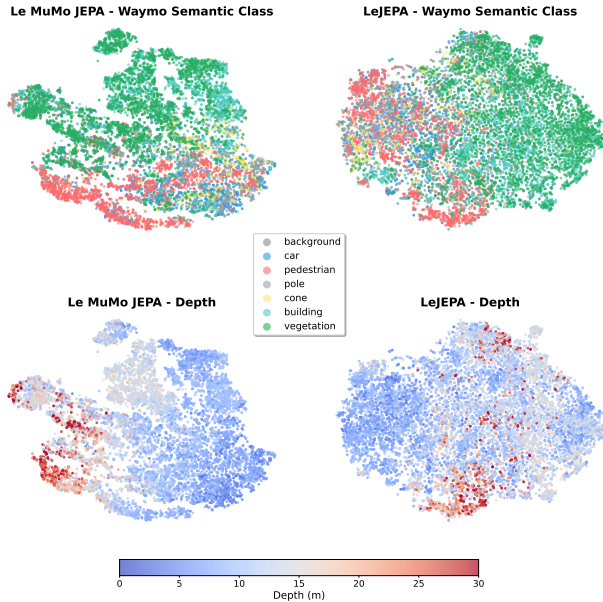 Le MuMo JEPA - Waymo Semantic Class
LeJEPA - Waymo Semantic Class
background
car
pedestrian
pole
cone
building
vegetation
Le MuMo JEPA - Depth
LeJEPA - Depth
0 5 10 15 20 25 30
Depth (m)